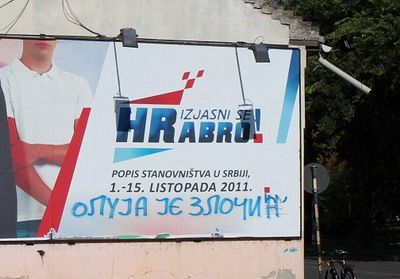 IZJASNI SE
HRABRO!
POPIS STANOVNIŠTVA U SRBIJI,
1.-15. LISTOPADA 2011.
ОЛУЈА ЈЕ ЗЛОЧИН